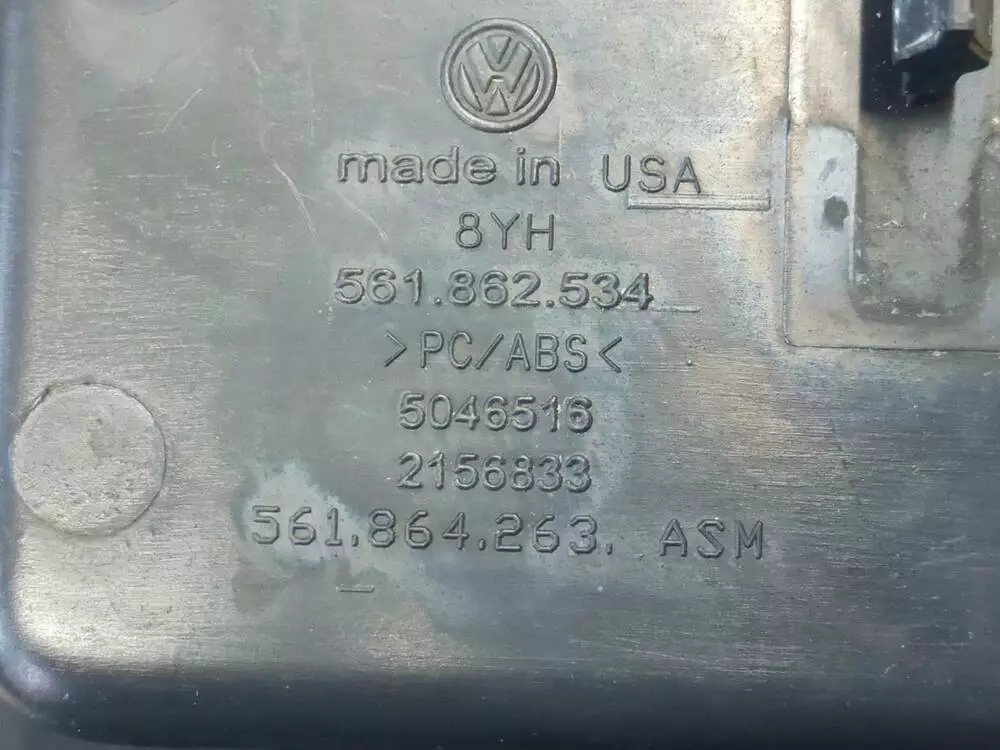 made in USA
8YH
561.862.534
>PC/ABS<
5046516
2156833
561.864.263. ASM